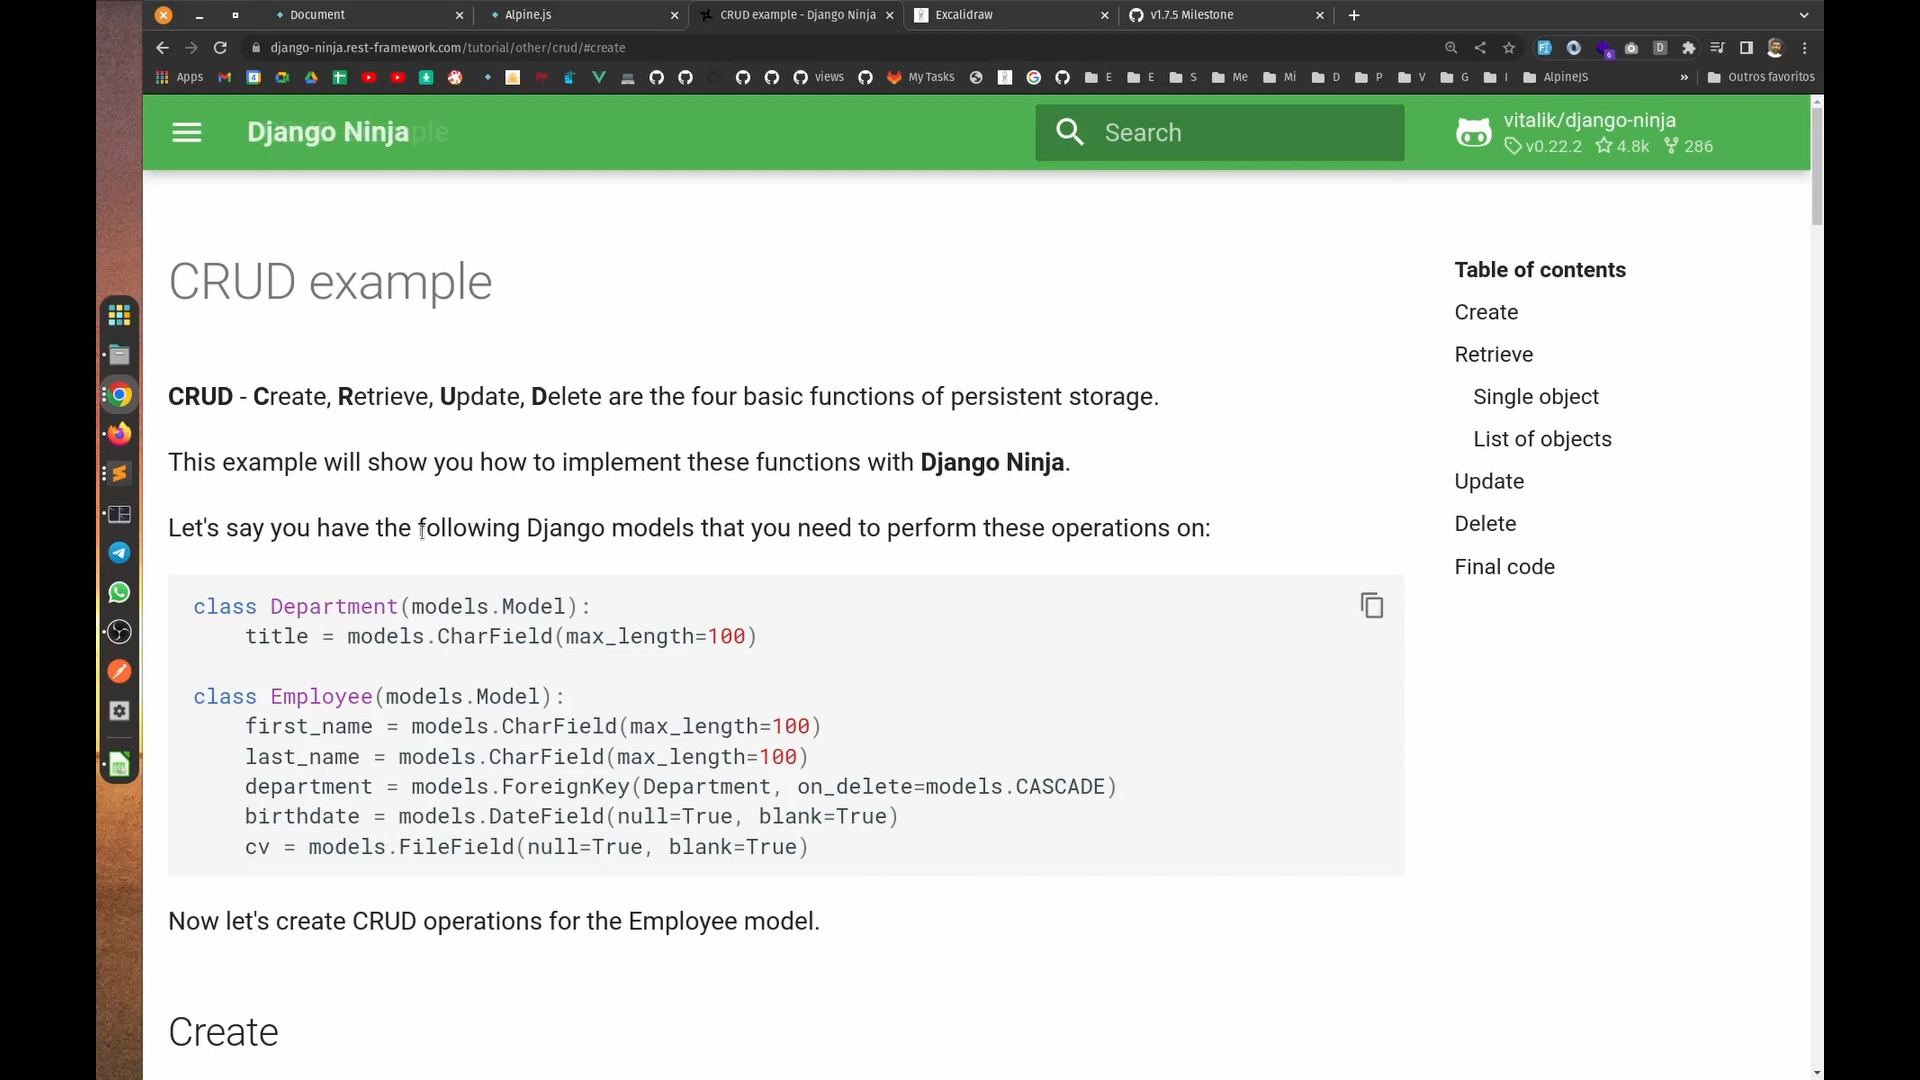 Document
Alpine.js
CRUD example - Django Ninja
Excalidraw
v1.7.5 Milestone
django-ninja.rest-framework.com/tutorial/other/crud/#create
Apps
views
My Tasks
E
E
S
Me
Mi
D
P
V
G
I
AlpineJS
»
Outros favoritos
Django Ninja
Search
vitalik/django-ninja
v0.22.2 4.8k 286
CRUD example
CRUD - Create, Retrieve, Update, Delete are the four basic functions of persistent storage.
This example will show you how to implement these functions with Django Ninja.
Let's say you have the following Django models that you need to perform these operations on:
class Department(models.Model):
    title = models.CharField(max_length=100)
class Employee(models.Model):
    first_name = models.CharField(max_length=100)
    last_name = models.CharField(max_length=100)
    department = models.ForeignKey(Department, on_delete=models.CASCADE)
    birthdate = models.DateField(null=True, blank=True)
    cv = models.FileField(null=True, blank=True)
Now let's create CRUD operations for the Employee model.
Create
Table of contents
Create
Retrieve
Single object
List of objects
Update
Delete
Final code